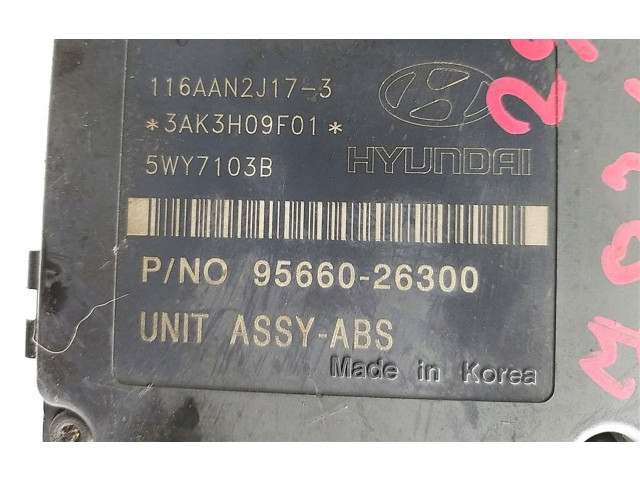 116AAN2J17-3
*3AK3H09F01*
5WY7103B
HYUNDAI
P/NO 95660-26300
UNIT ASSY-ABS
Made in Korea